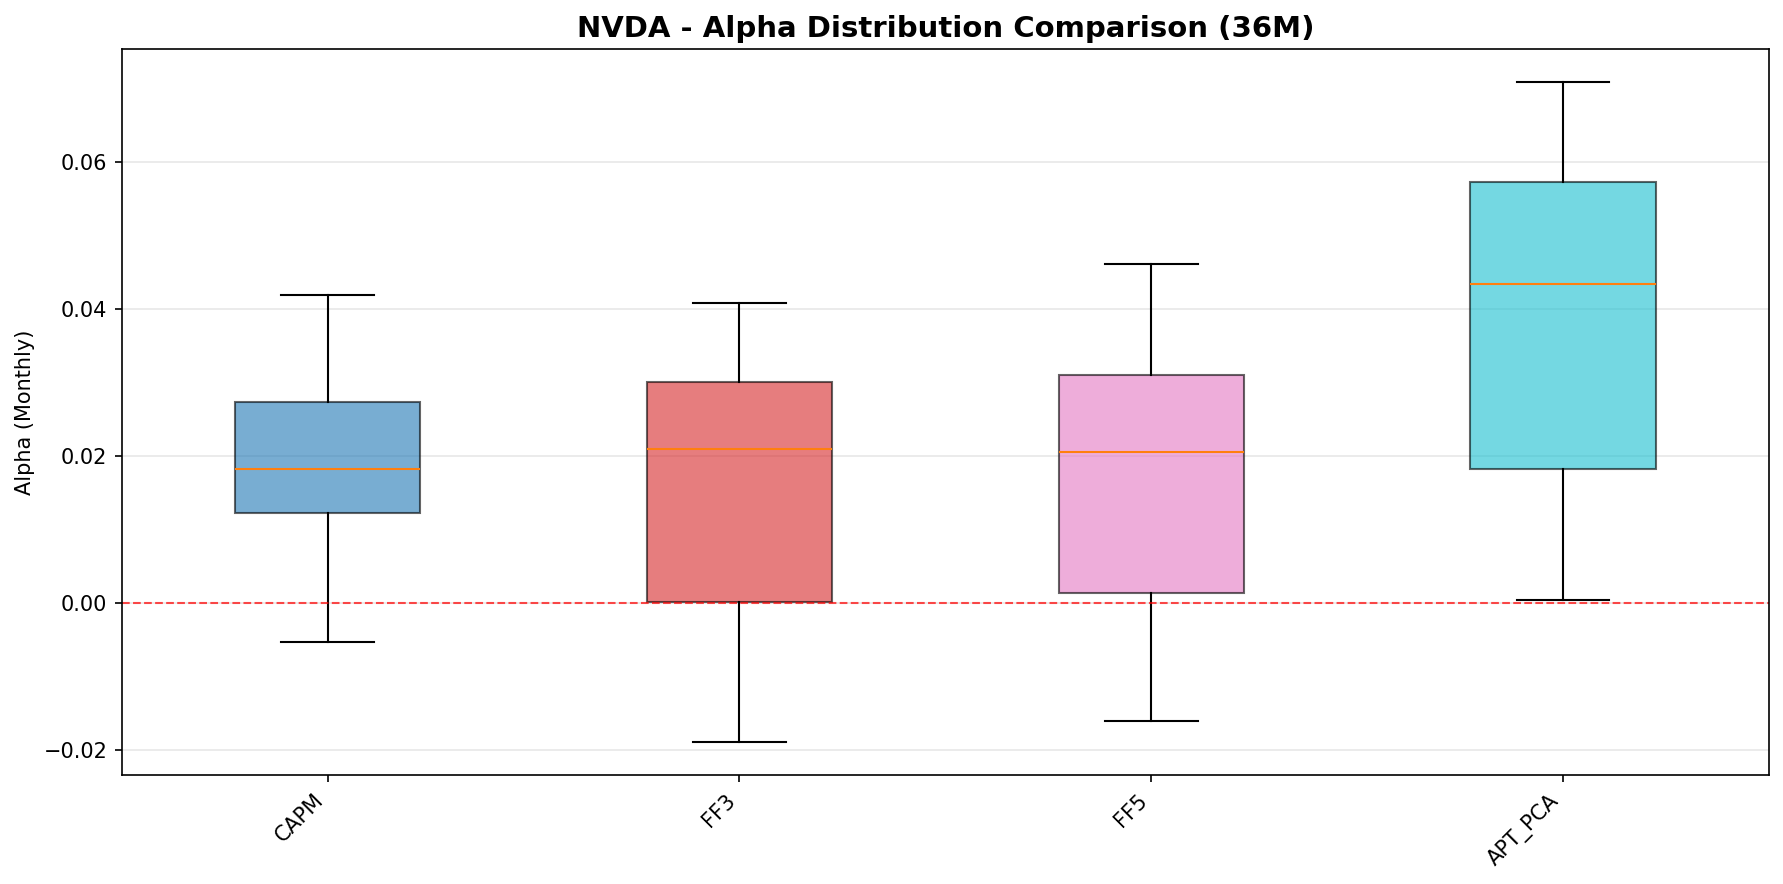 NVDA - Alpha Distribution Comparison (36M)
Alpha (Monthly)
0.06
0.04
0.02
0.00
−0.02
CAPM
FF3
FF5
APT_PCA